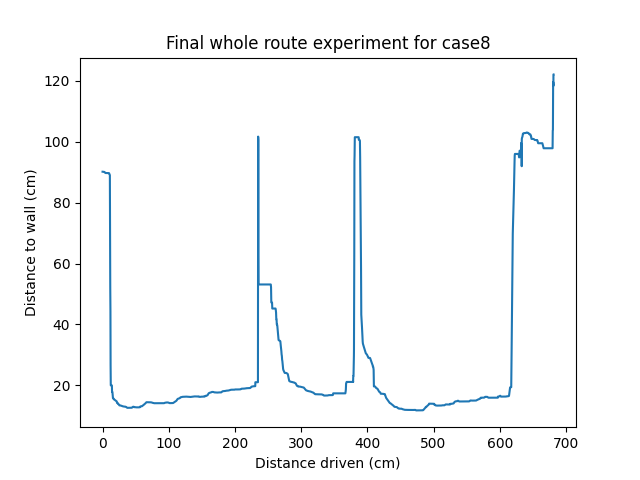 Final whole route experiment for case8
Distance to wall (cm)
120
100
80
60
40
20
0 100 200 300 400 500 600 700
Distance driven (cm)